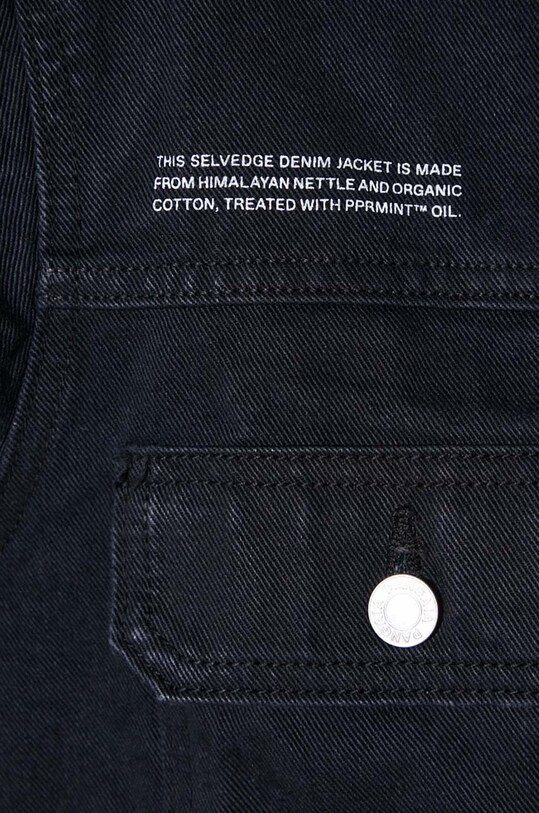 THIS SELVEDGE DENIM JACKET IS MADE
FROM HIMALAYAN NETTLE AND ORGANIC
COTTON, TREATED WITH PPRMINT™ OIL.